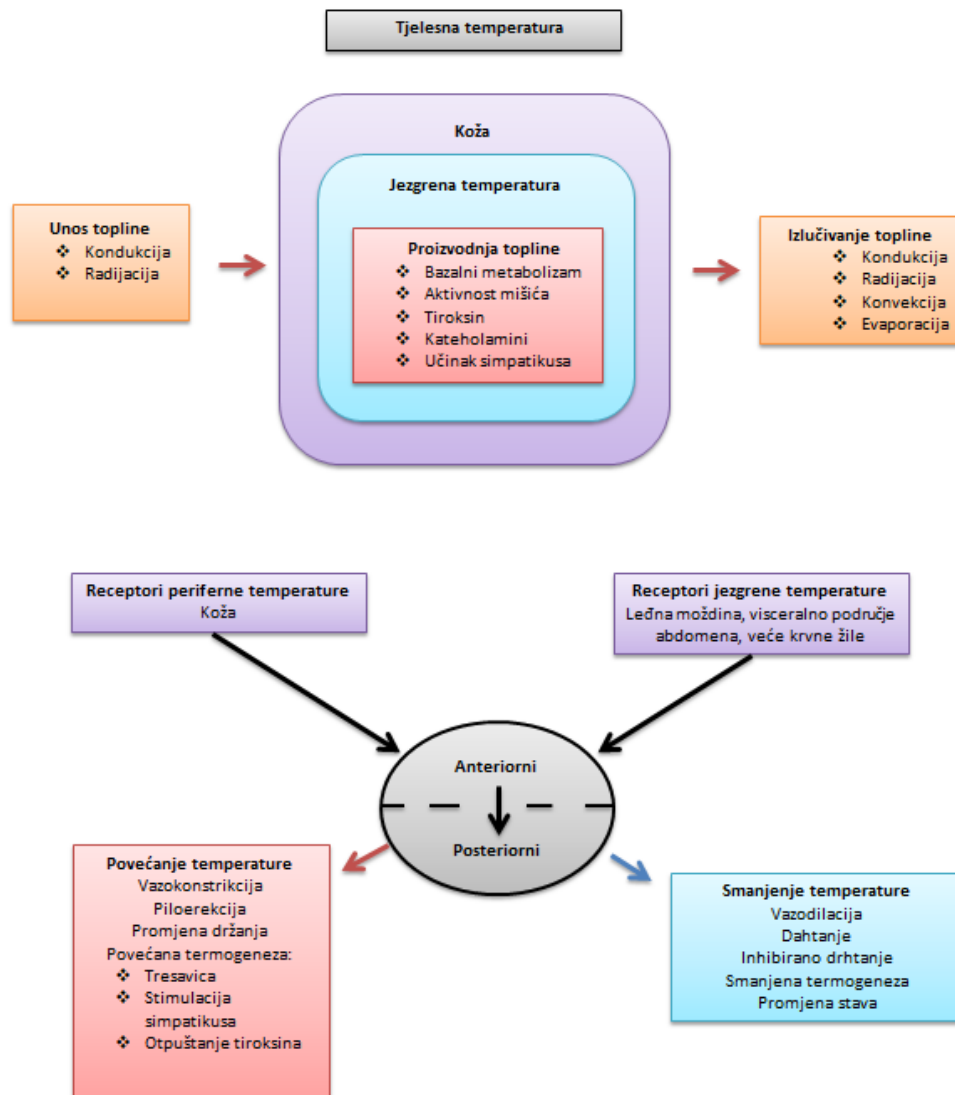 Tjelesna temperatura
Koža
Jezgrena temperatura
Unos topline
❖ Kondukcija
❖ Radijacija
Proizvodnja topline
❖ Bazalni metabolizam
❖ Aktivnost mišića
❖ Tiroksin
❖ Kateholamini
❖ Učinak simpatikusa
Izlučivanje topline
❖ Kondukcija
❖ Radijacija
❖ Konvekcija
❖ Evaporacija
Receptori periferne temperature
Koža
Receptori jezgrene temperature
Leđna moždina, visceralno područje
abdomena, veće krvne žile
Anteriorni
Posteriorni
Povećanje temperature
Vazokonstrikcija
Piloerekcija
Promjena držanja
Povećana termogeneza:
❖ Tresavica
❖ Stimulacija
simpatikusa
❖ Otpuštanje tiroksina
Smanjenje temperature
Vazodilacija
Dahtanje
Inhibirano drhtanje
Smanjena termogeneza
Promjena stava